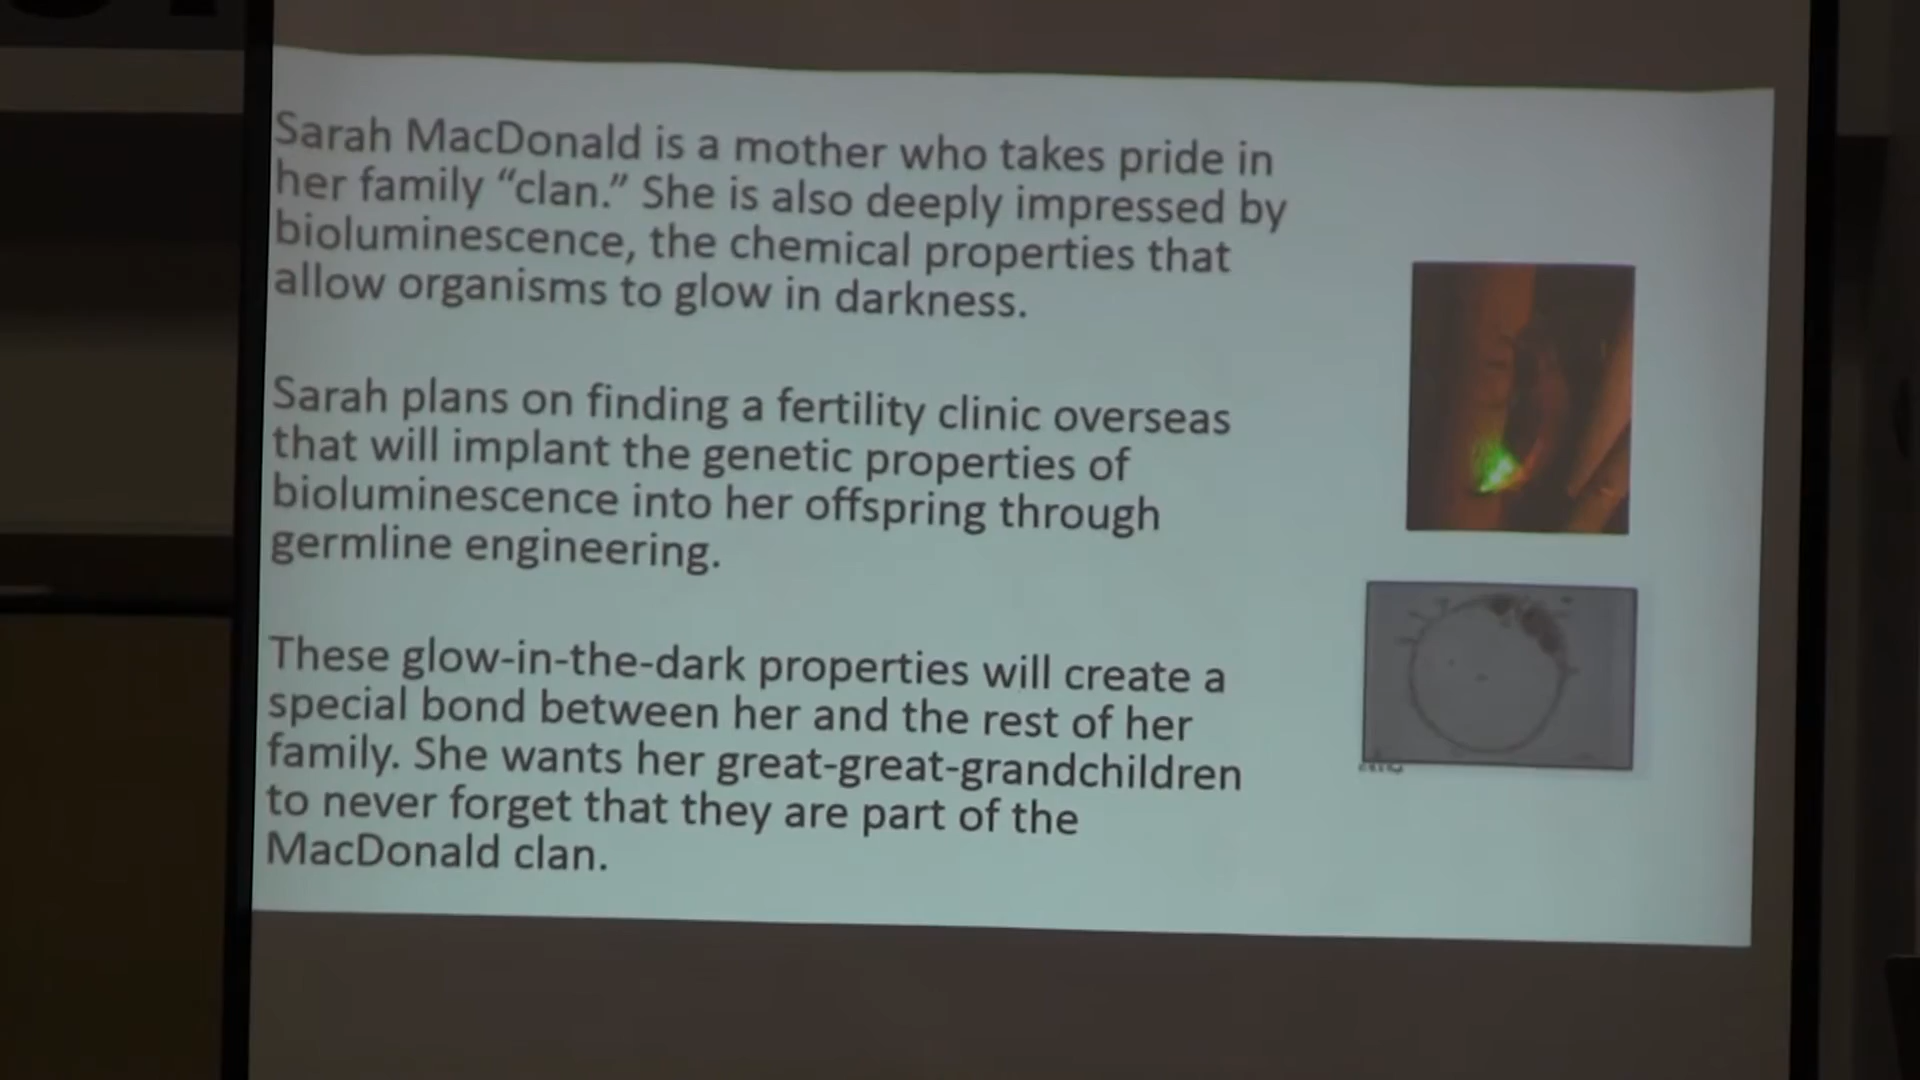 Sarah MacDonald is a mother who takes pride in
her family “clan.” She is also deeply impressed by
bioluminescence, the chemical properties that
allow organisms to glow in darkness.
Sarah plans on finding a fertility clinic overseas
that will implant the genetic properties of
bioluminescence into her offspring through
germline engineering.
These glow-in-the-dark properties will create a
special bond between her and the rest of her
family. She wants her great-great-grandchildren
to never forget that they are part of the
MacDonald clan.